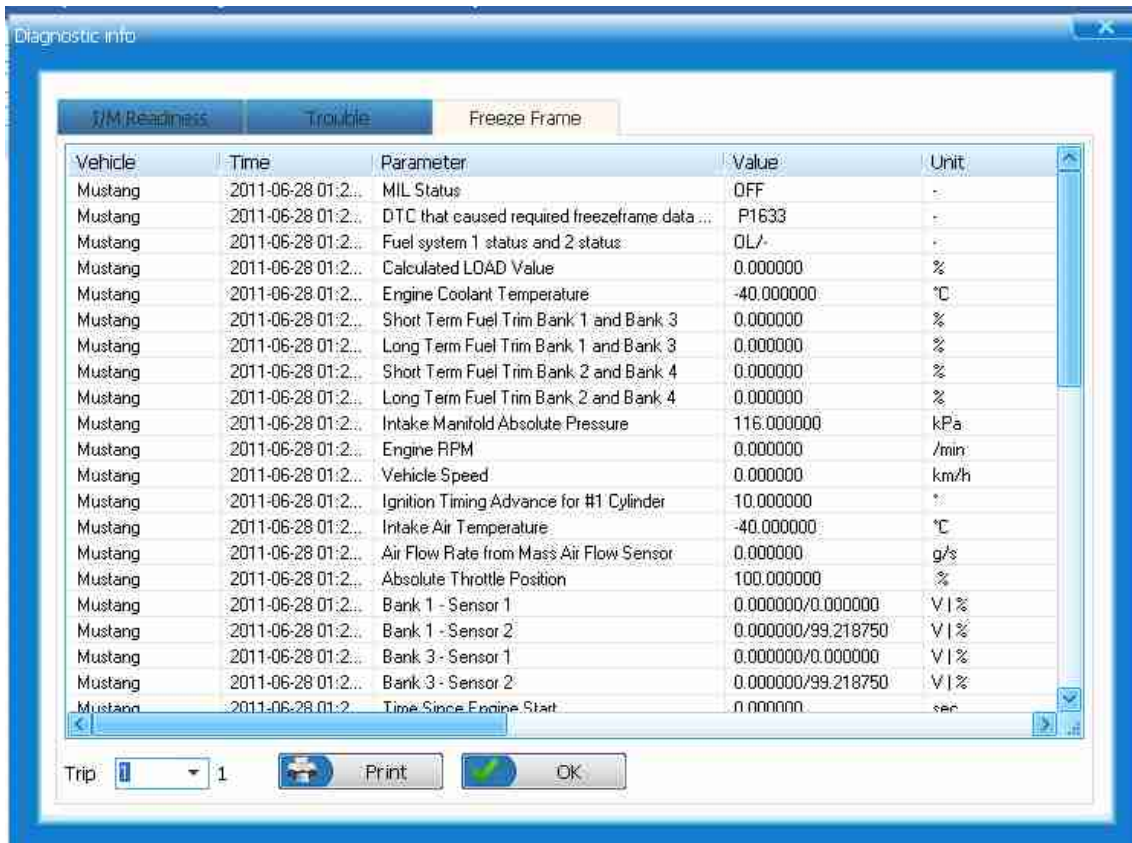 Diagnostic info
I/M Readiness Trouble Freeze Frame
Vehicle Time Parameter Value Unit
Mustang 2011-06-28 01:2... MIL Status OFF -
Mustang 2011-06-28 01:2... DTC that caused required freezeframe data ... P1633 -
Mustang 2011-06-28 01:2... Fuel system 1 status and 2 status OL/- -
Mustang 2011-06-28 01:2... Calculated LOAD Value 0.000000 %
Mustang 2011-06-28 01:2... Engine Coolant Temperature -40.000000 °C
Mustang 2011-06-28 01:2... Short Term Fuel Trim Bank 1 and Bank 3 0.000000 %
Mustang 2011-06-28 01:2... Long Term Fuel Trim Bank 1 and Bank 3 0.000000 %
Mustang 2011-06-28 01:2... Short Term Fuel Trim Bank 2 and Bank 4 0.000000 %
Mustang 2011-06-28 01:2... Long Term Fuel Trim Bank 2 and Bank 4 0.000000 %
Mustang 2011-06-28 01:2... Intake Manifold Absolute Pressure 116.000000 kPa
Mustang 2011-06-28 01:2... Engine RPM 0.000000 /min
Mustang 2011-06-28 01:2... Vehicle Speed 0.000000 km/h
Mustang 2011-06-28 01:2... Ignition Timing Advance for #1 Cylinder 10.000000 °
Mustang 2011-06-28 01:2... Intake Air Temperature -40.000000 °C
Mustang 2011-06-28 01:2... Air Flow Rate from Mass Air Flow Sensor 0.000000 g/s
Mustang 2011-06-28 01:2... Absolute Throttle Position 100.000000 %
Mustang 2011-06-28 01:2... Bank 1 - Sensor 1 0.000000/0.000000 V | %
Mustang 2011-06-28 01:2... Bank 1 - Sensor 2 0.000000/99.218750 V | %
Mustang 2011-06-28 01:2... Bank 3 - Sensor 1 0.000000/0.000000 V | %
Mustang 2011-06-28 01:2... Bank 3 - Sensor 2 0.000000/99.218750 V | %
Mustang 2011-06-28 01:2... Time Since Engine Start 0.000000 sec
Trip 1 1 Print OK